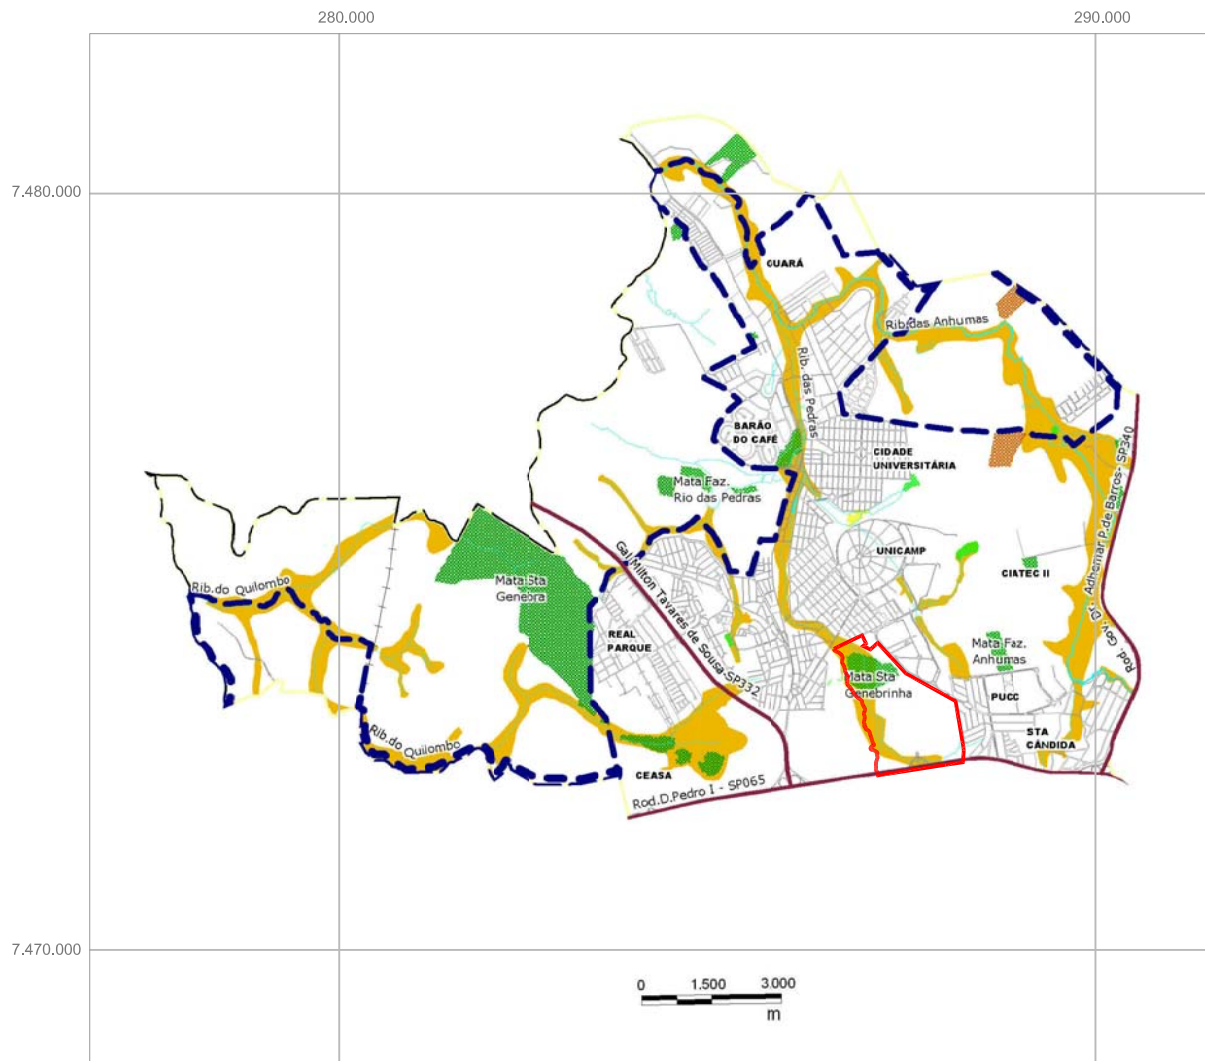 280.000
290.000
7.480.000
GUARÁ
Rib.das Anhumas
Rib. das Pedras
BARÃO
DO CAFÉ
CIDADE
UNIVERSITÁRIA
Mata Faz.
Rio das Pedras
Rod. Gov. Dr. Adhemar P.de Barros- SP340
UNICAMP
CIATEC II
Gal.Milton Tavares de Sousa-SP332
Rib.do Quilombo
Mata Sta
Genebra
REAL
PARQUE
Mata Faz.
Anhumas
Mata Sta
Genebrinha
PUCC
STA
CÂNDIDA
Rib.do Quilombo
CEASA
Rod.D.Pedro I - SP065
7.470.000
0 1.500 3.000
m